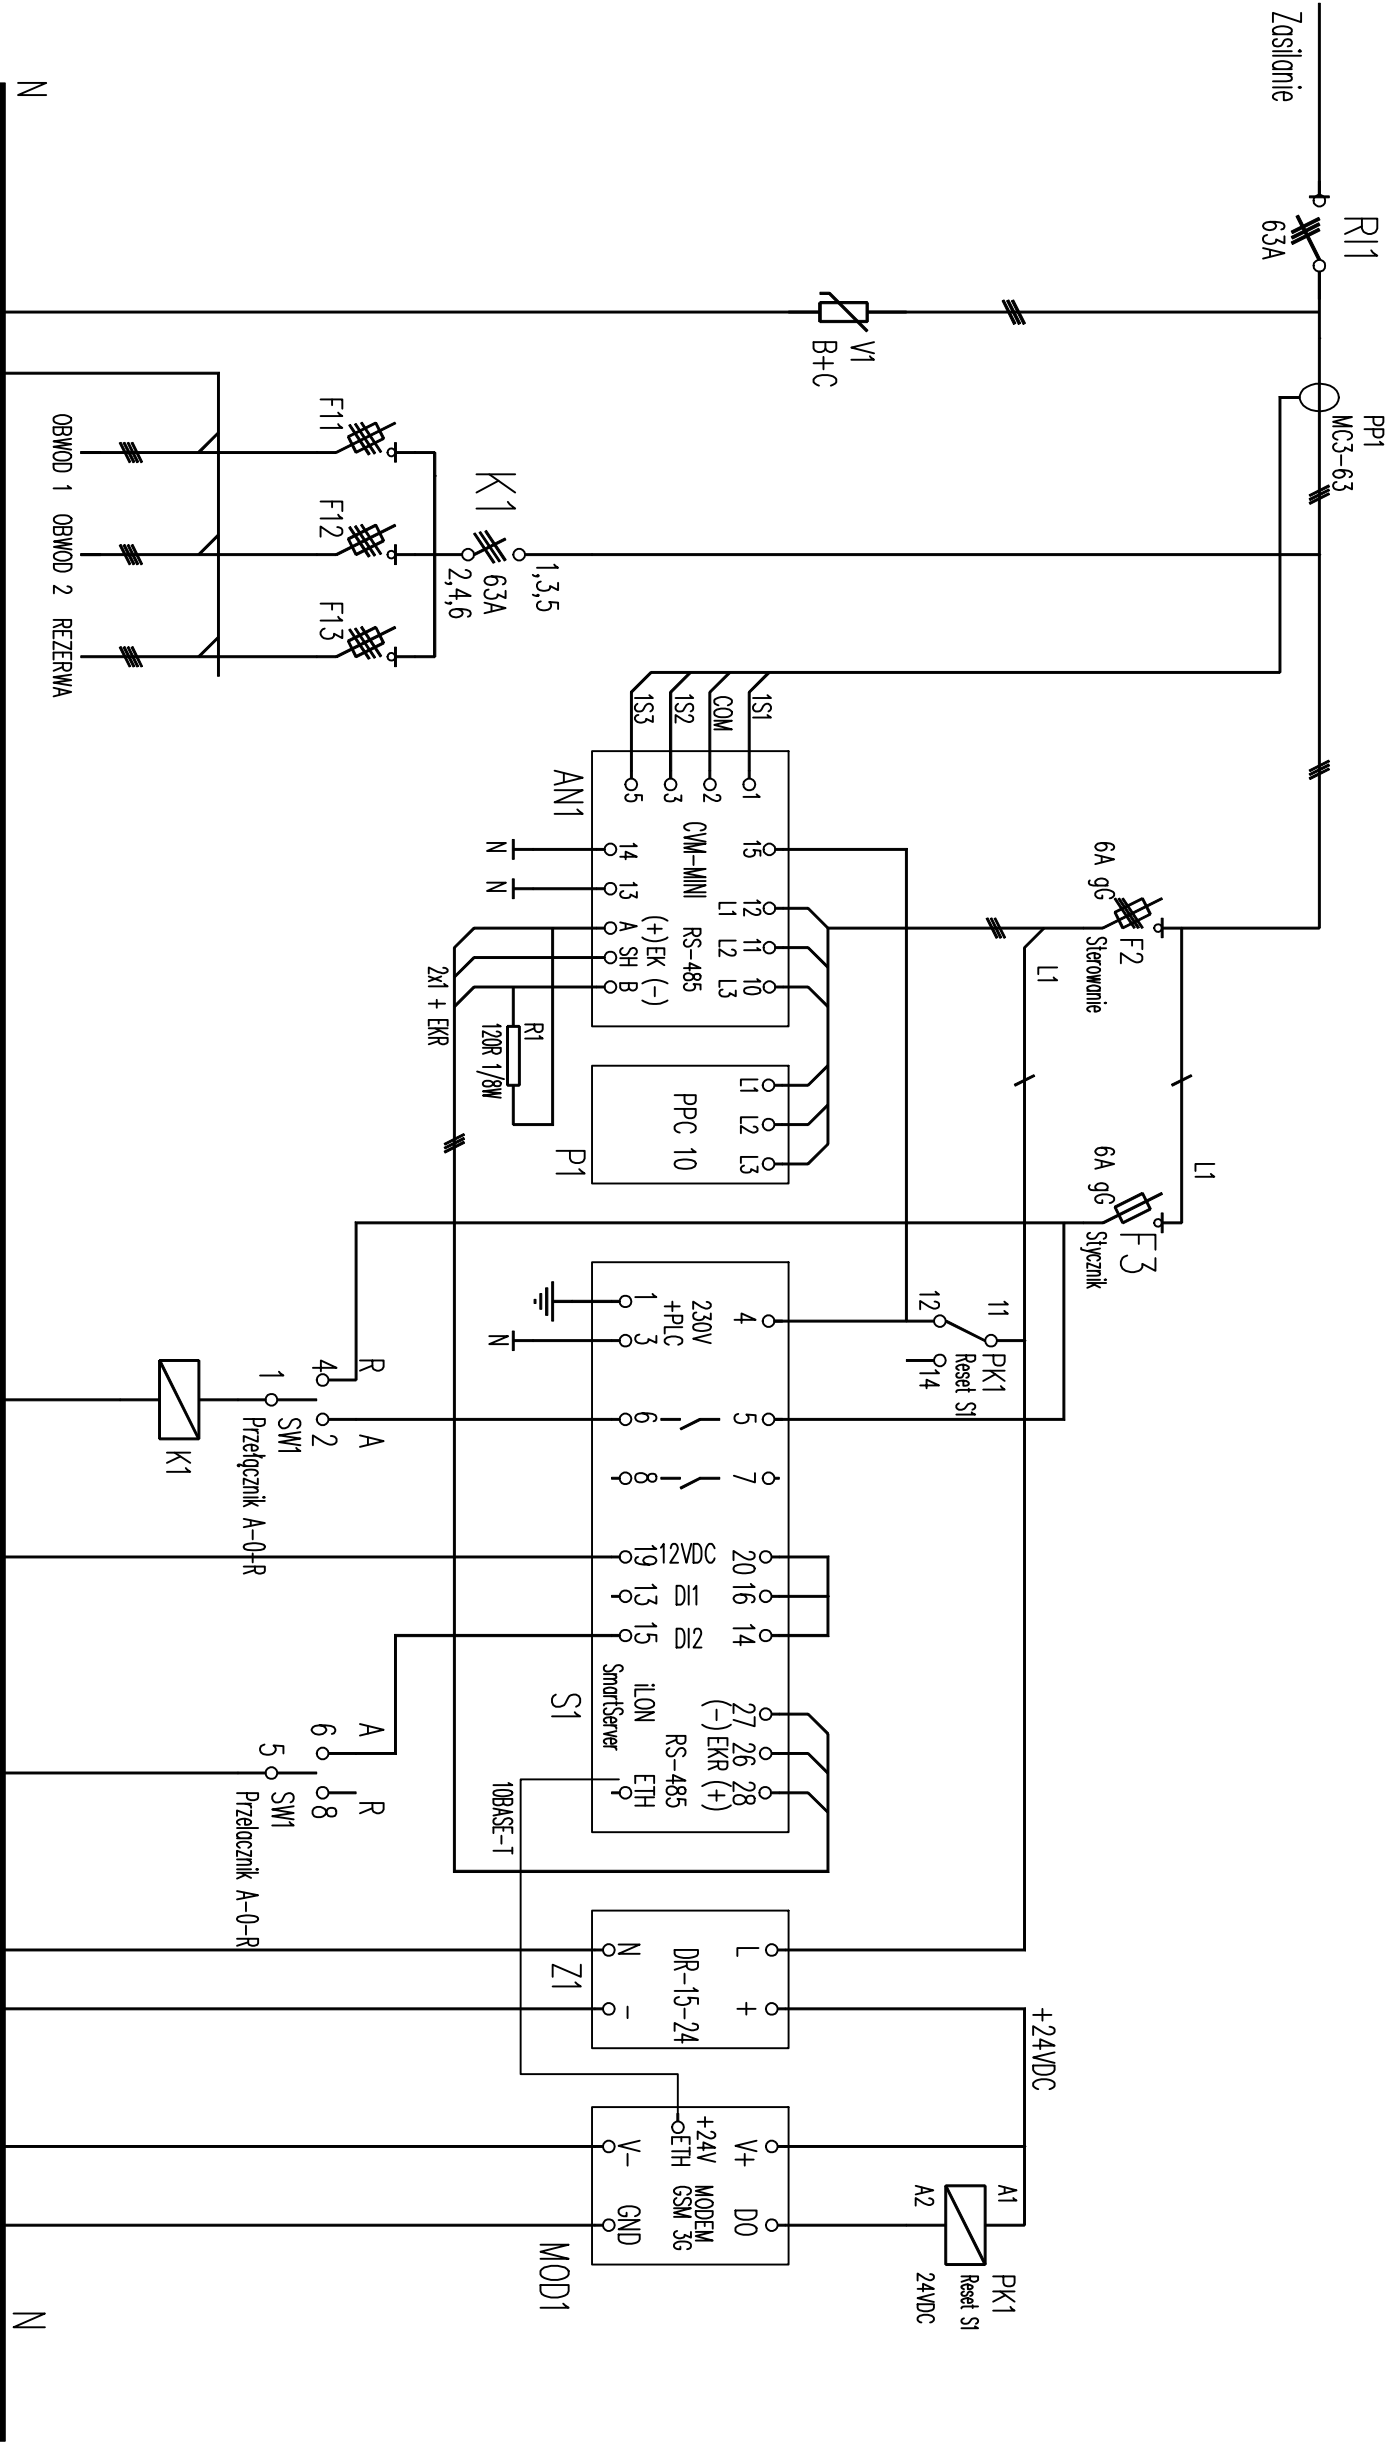 Zasilanie
RI1
63A
PP1
MC3-63
V1
B+C
N
K1
63A
1,3,5
2,4,6
F11
F12
F13
OBWOD 1
OBWOD 2
REZERWA
1S1
COM
1S2
1S3
AN1
1
2
3
5
CVM-MINI
RS-485
15
12
11
10
L1
L2
L3
14
13
A
SH
B
(+)EK (-)
N
N
2x1 + EKR
R1
120R 1/8W
6A gG
F2
Sterowanie
L1
L1
6A gG
F3
Stycznik
L1
L2
L3
PPC 10
P1
11
12
14
PK1
Reset S1
4
230V
+PLC
1
3
N
5
6
7
8
20
16
14
12VDC
DI1
DI2
19
13
15
27
26
28
(-)EKR (+)
RS-485
iLON
SmartServer
ETH
S1
10BASE-T
R
4
1
A
2
SW1
Przełącznik A-0-R
K1
A
6
5
R
8
SW1
Przelacznik A-0-R
L
+
DR-15-24
N
-
Z1
+24VDC
V+
DO
+24V
ETH
MODEM
GSM 3G
V-
GND
MOD1
A1
A2
PK1
Reset S1
24VDC
N